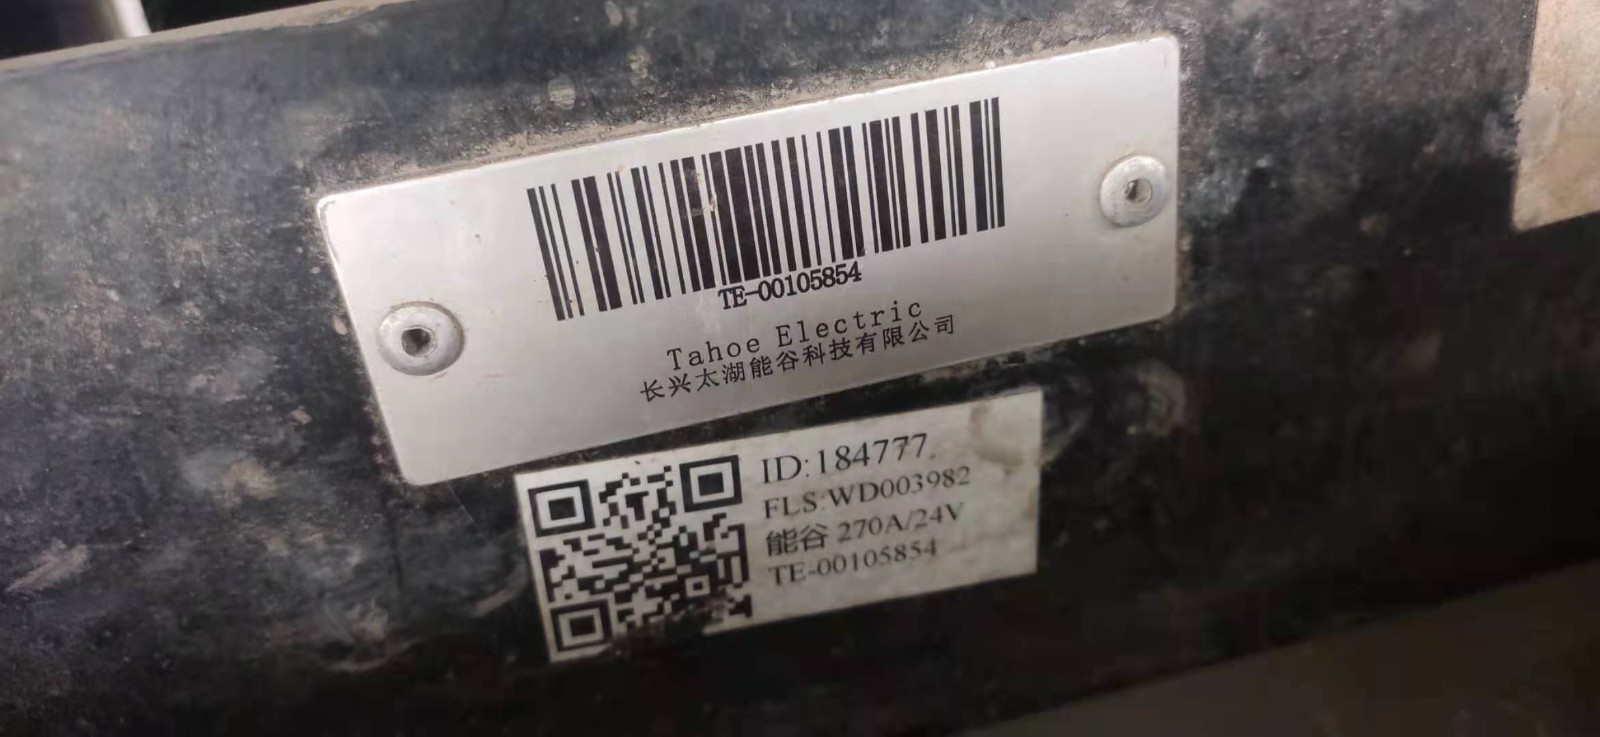 TE-00105854
Tahoe Electric
长兴太湖能谷科技有限公司
ID:184777
FLS:WD003982
能谷 270A/24V
TE-00105854